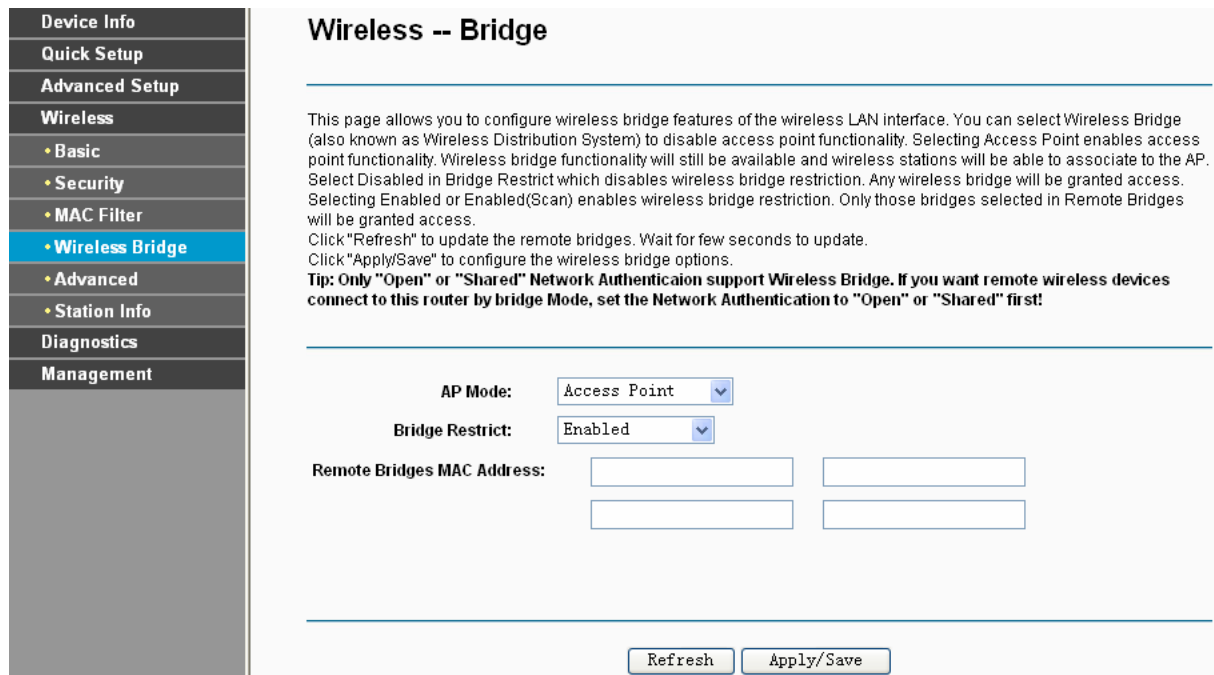 Device Info
Quick Setup
Advanced Setup
Wireless
Basic
Security
MAC Filter
Wireless Bridge
Advanced
Station Info
Diagnostics
Management
Wireless -- Bridge
This page allows you to configure wireless bridge features of the wireless LAN interface. You can select Wireless Bridge
(also known as Wireless Distribution System) to disable access point functionality. Selecting Access Point enables access
point functionality. Wireless bridge functionality will still be available and wireless stations will be able to associate to the AP.
Select Disabled in Bridge Restrict which disables wireless bridge restriction. Any wireless bridge will be granted access.
Selecting Enabled or Enabled(Scan) enables wireless bridge restriction. Only those bridges selected in Remote Bridges
will be granted access.
Click "Refresh" to update the remote bridges. Wait for few seconds to update.
Click "Apply/Save" to configure the wireless bridge options.
Tip: Only "Open" or "Shared" Network Authenticaion support Wireless Bridge. If you want remote wireless devices
connect to this router by bridge Mode, set the Network Authentication to "Open" or "Shared" first!
AP Mode: Access Point
Bridge Restrict: Enabled
Remote Bridges MAC Address:
Refresh Apply/Save